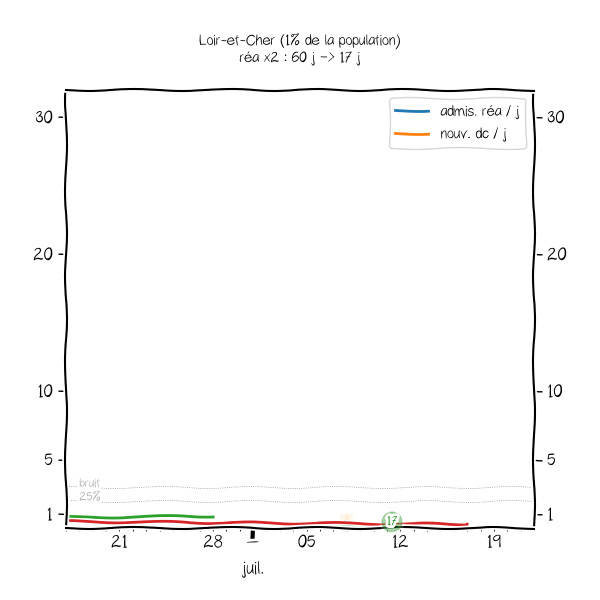 Loir-et-Cher (1% de la population)
réa x2 : 60 j -> 17 j
admis. réa / j
nouv. dc / j
30
30
20
20
10
10
5
5
bruit
25%
1
1
17
21
28
05
12
19
juil.